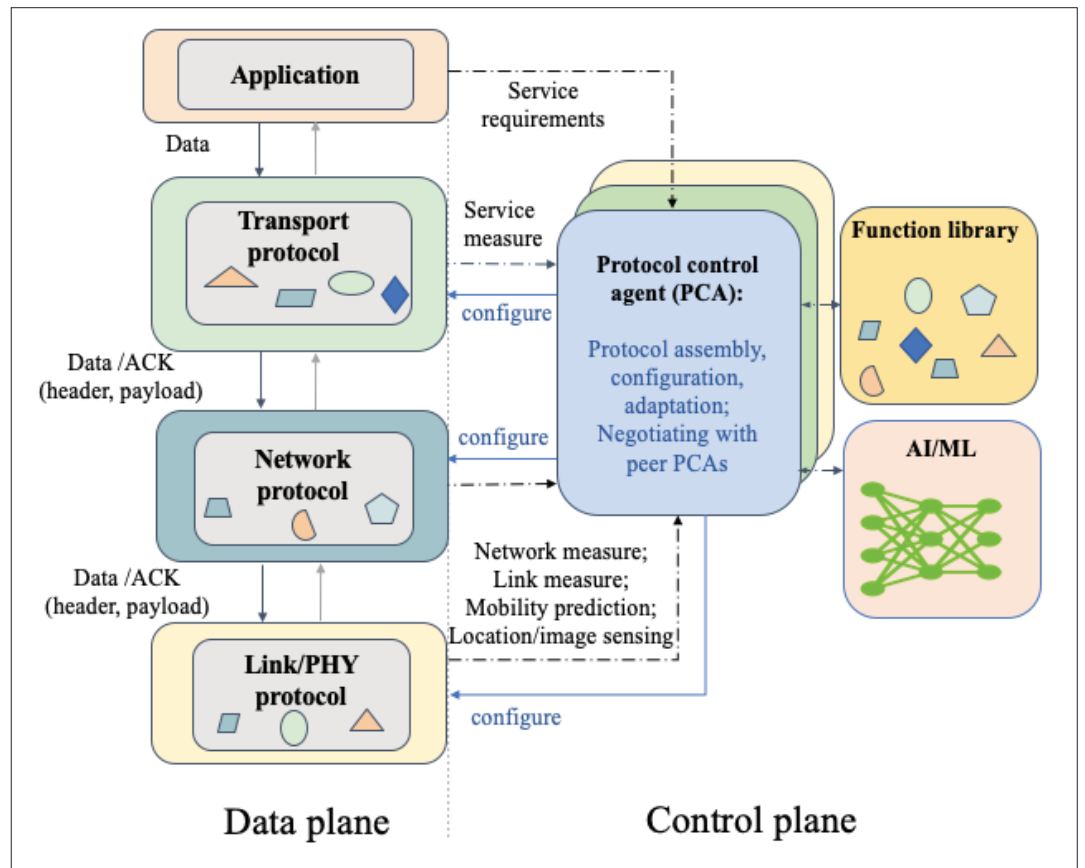 Application
Service
requirements
Data
Transport
protocol
Service
measure
configure
Data /ACK
(header, payload)
Network
protocol
configure
Data /ACK
(header, payload)
Link/PHY
protocol
Network measure;
Link measure;
Mobility prediction;
Location/image sensing
configure
Protocol control
agent (PCA):
Protocol assembly,
configuration,
adaptation;
Negotiating with
peer PCAs
Function library
AI/ML
Data plane
Control plane